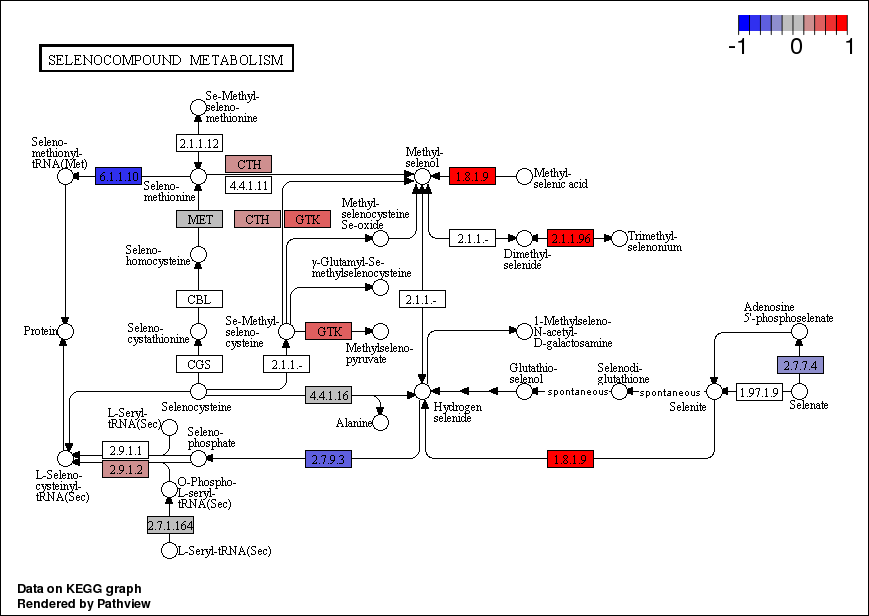 -1 0 1
SELENOCOMPOUND METABOLISM
Se-Methyl-
seleno-
methionine
2.1.1.12
Seleno-
methionyl-
tRNA(Met)
6.1.1.10
Seleno-
methionine
CTH
4.4.1.11
Methyl-
selenol
1.8.1.9
Methyl-
selenic acid
MET
CTH
GTK
Methyl-
selenocysteine
Se-oxide
2.1.1.-
Dimethyl-
selenide
2.1.1.96
Trimethyl-
selenonium
Seleno-
homocysteine
γ-Glutamyl-Se-
methylselenocysteine
CBL
2.1.1.-
Protein
Seleno-
cystathionine
Se-Methyl-
seleno-
cysteine
GTK
Methylseleno-
pyruvate
1-Methylseleno-
N-acetyl-
D-galactosamine
Adenosine
5'-phosphoselenate
CGS
2.1.1.-
Glutathio-
selenol
spontaneous
Selenodi-
glutathione
spontaneous
2.7.7.4
Selenocysteine
4.4.1.16
Alanine
Hydrogen
selenide
Selenite
1.97.1.9
Selenate
L-Seryl-
tRNA(Sec)
2.9.1.1
2.9.1.2
Seleno-
phosphate
2.7.9.3
1.8.1.9
L-Seleno-
cysteinyl-
tRNA(Sec)
O-Phospho-
L-seryl-
tRNA(Sec)
2.7.1.164
L-Seryl-tRNA(Sec)
Data on KEGG graph
Rendered by Pathview